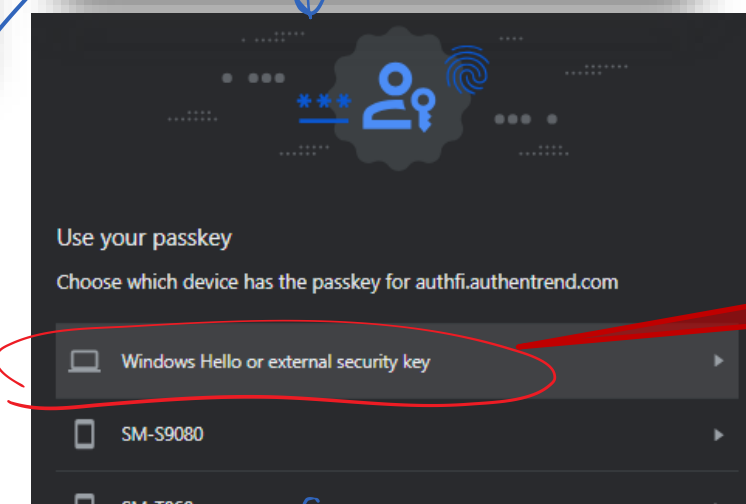 ***
Use your passkey
Choose which device has the passkey for authfi.authentrend.com
Windows Hello or external security key
SM-S9080